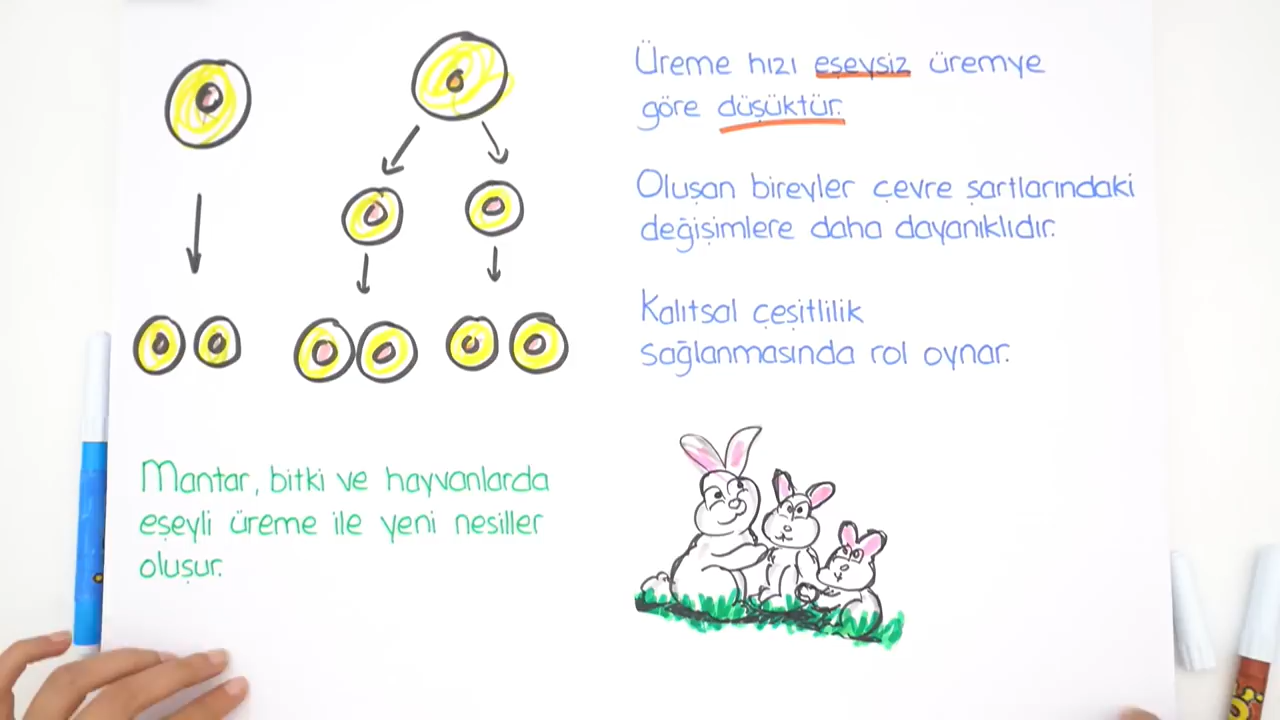 Üreme hızı eşeysiz üremye
göre düşüktür.
Oluşan bireyler çevre şartlarındaki
değişimlere daha dayanıklıdır.
Kalıtsal çeşitlilik
sağlanmasında rol oynar.
Mantar, bitki ve hayvanlarda
eşeyli üreme ile yeni nesiller
oluşur.